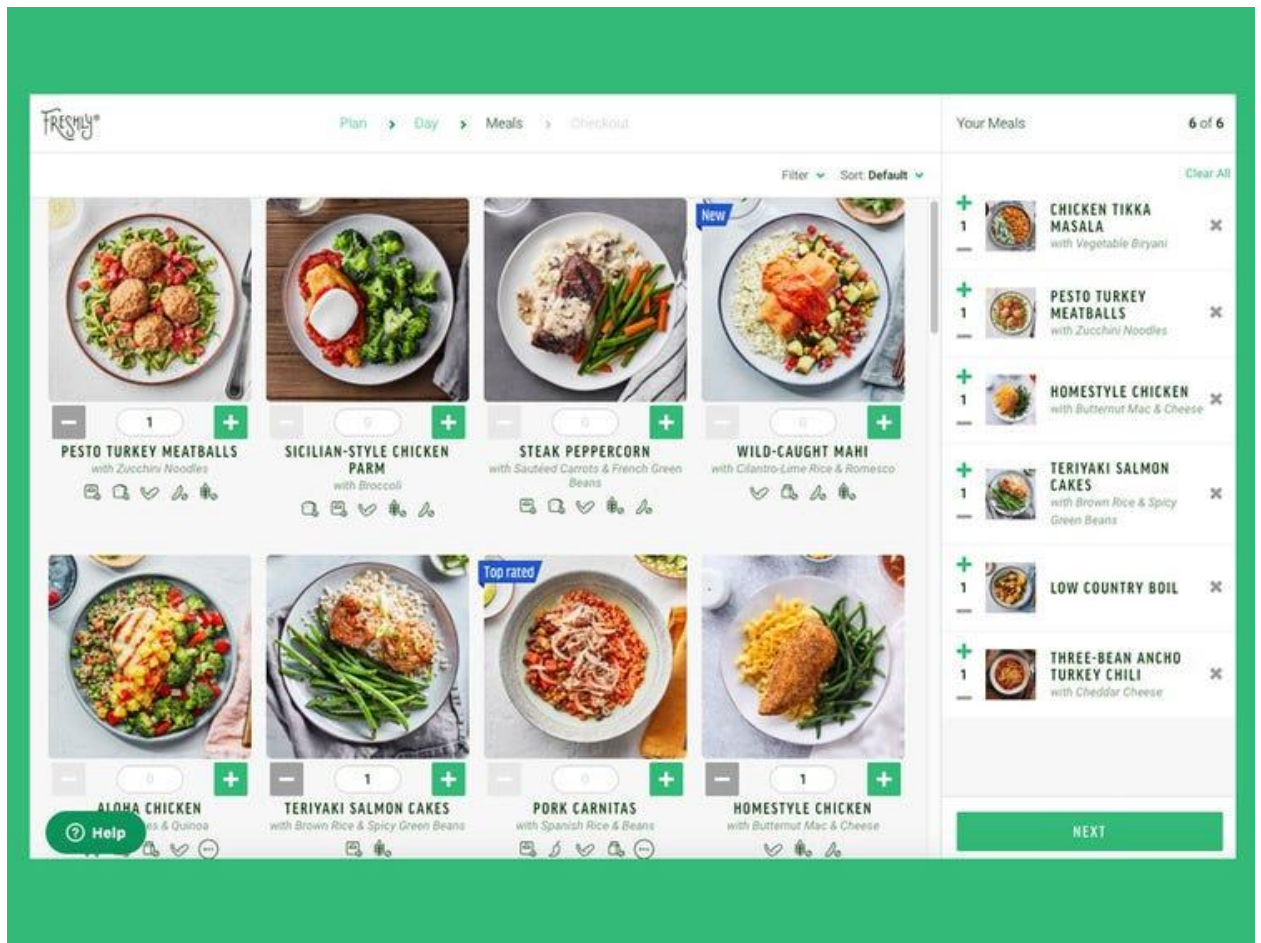 FRESHLY
Plan > Day > Meals > Checkout
Your Meals 6 of 6
Filter Sort: Default
Clear All
New
1
PESTO TURKEY MEATBALLS
with Zucchini Noodles
0
SICILIAN-STYLE CHICKEN
PARM
with Broccoli
0
STEAK PEPPERCORN
with Sautéed Carrots & French Green
Beans
0
WILD-CAUGHT MAHI
with Cilantro-Lime Rice & Romesco
Top rated
0
ALOHA CHICKEN
es & Quinoa
1
TERIYAKI SALMON CAKES
with Brown Rice & Spicy Green Beans
0
PORK CARNITAS
with Spanish Rice & Beans
1
HOMESTYLE CHICKEN
with Butternut Mac & Cheese
Help
1
CHICKEN TIKKA
MASALA
with Vegetable Biryani
1
PESTO TURKEY
MEATBALLS
with Zucchini Noodles
1
HOMESTYLE CHICKEN
with Butternut Mac & Cheese
1
TERIYAKI SALMON
CAKES
with Brown Rice & Spicy
Green Beans
1
LOW COUNTRY BOIL
1
THREE-BEAN ANCHO
TURKEY CHILI
with Cheddar Cheese
NEXT